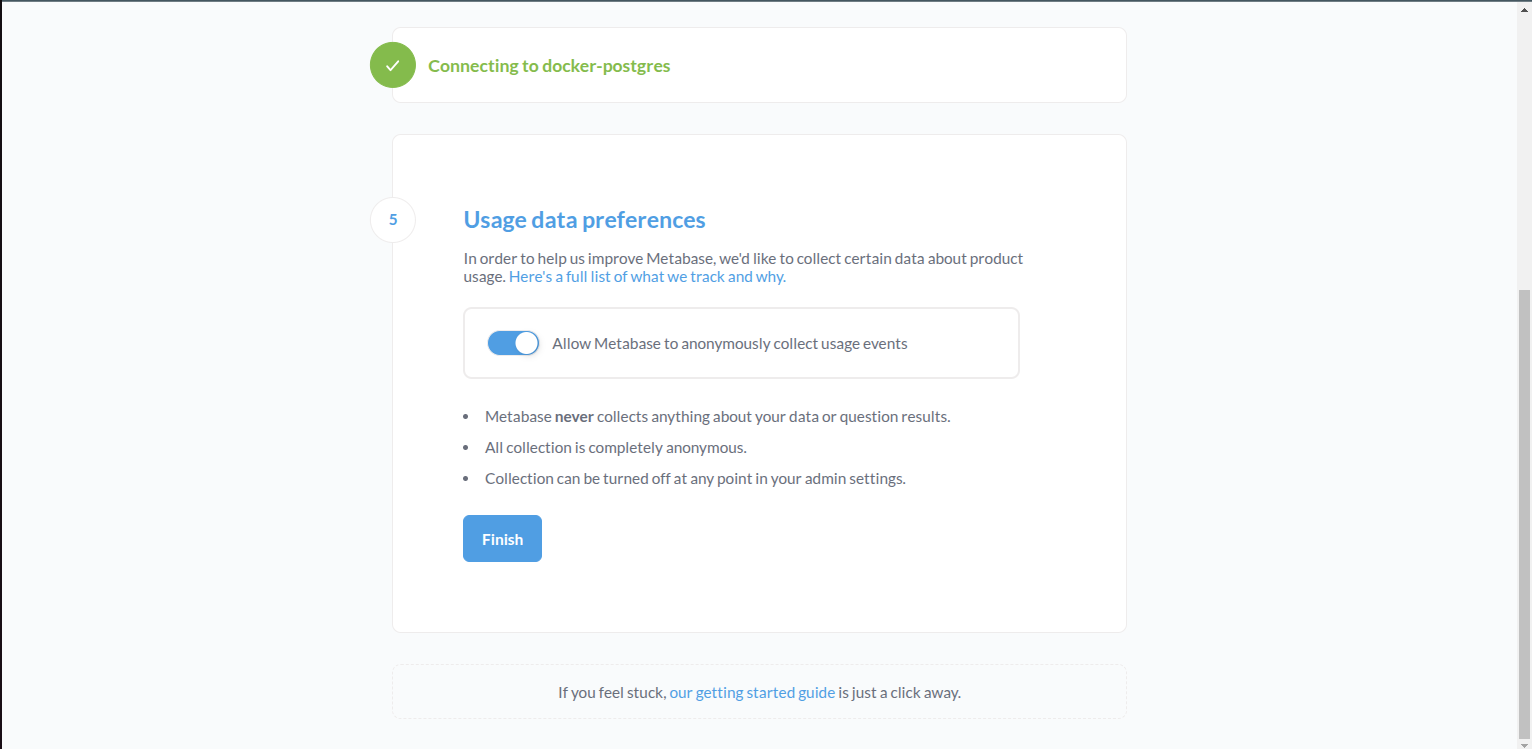 Connecting to docker-postgres
5
Usage data preferences
In order to help us improve Metabase, we'd like to collect certain data about product
usage. Here's a full list of what we track and why.
Allow Metabase to anonymously collect usage events
• Metabase never collects anything about your data or question results.
• All collection is completely anonymous.
• Collection can be turned off at any point in your admin settings.
Finish
If you feel stuck, our getting started guide is just a click away.